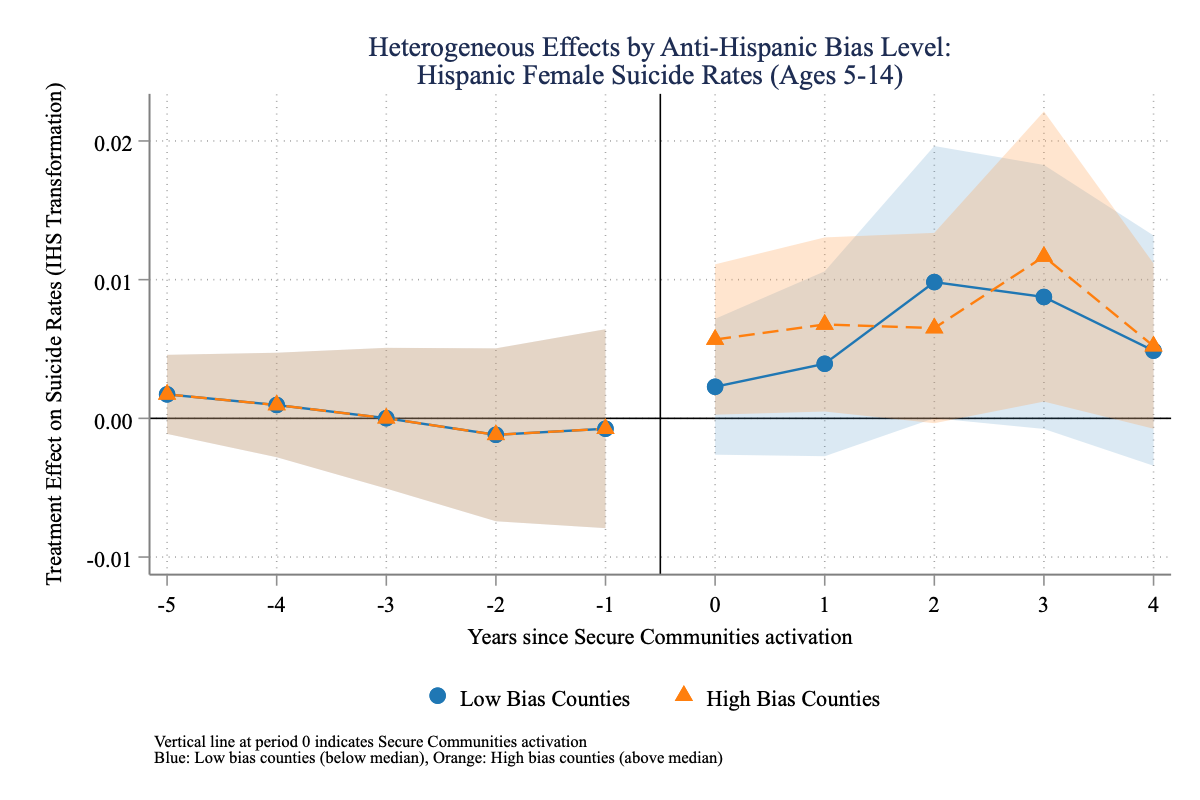 Heterogeneous Effects by Anti-Hispanic Bias Level:
Hispanic Female Suicide Rates (Ages 5-14)
Treatment Effect on Suicide Rates (IHS Transformation)
0.02
0.01
0.00
-0.01
-5 -4 -3 -2 -1 0 1 2 3 4
Years since Secure Communities activation
Low Bias Counties High Bias Counties
Vertical line at period 0 indicates Secure Communities activation
Blue: Low bias counties (below median), Orange: High bias counties (above median)